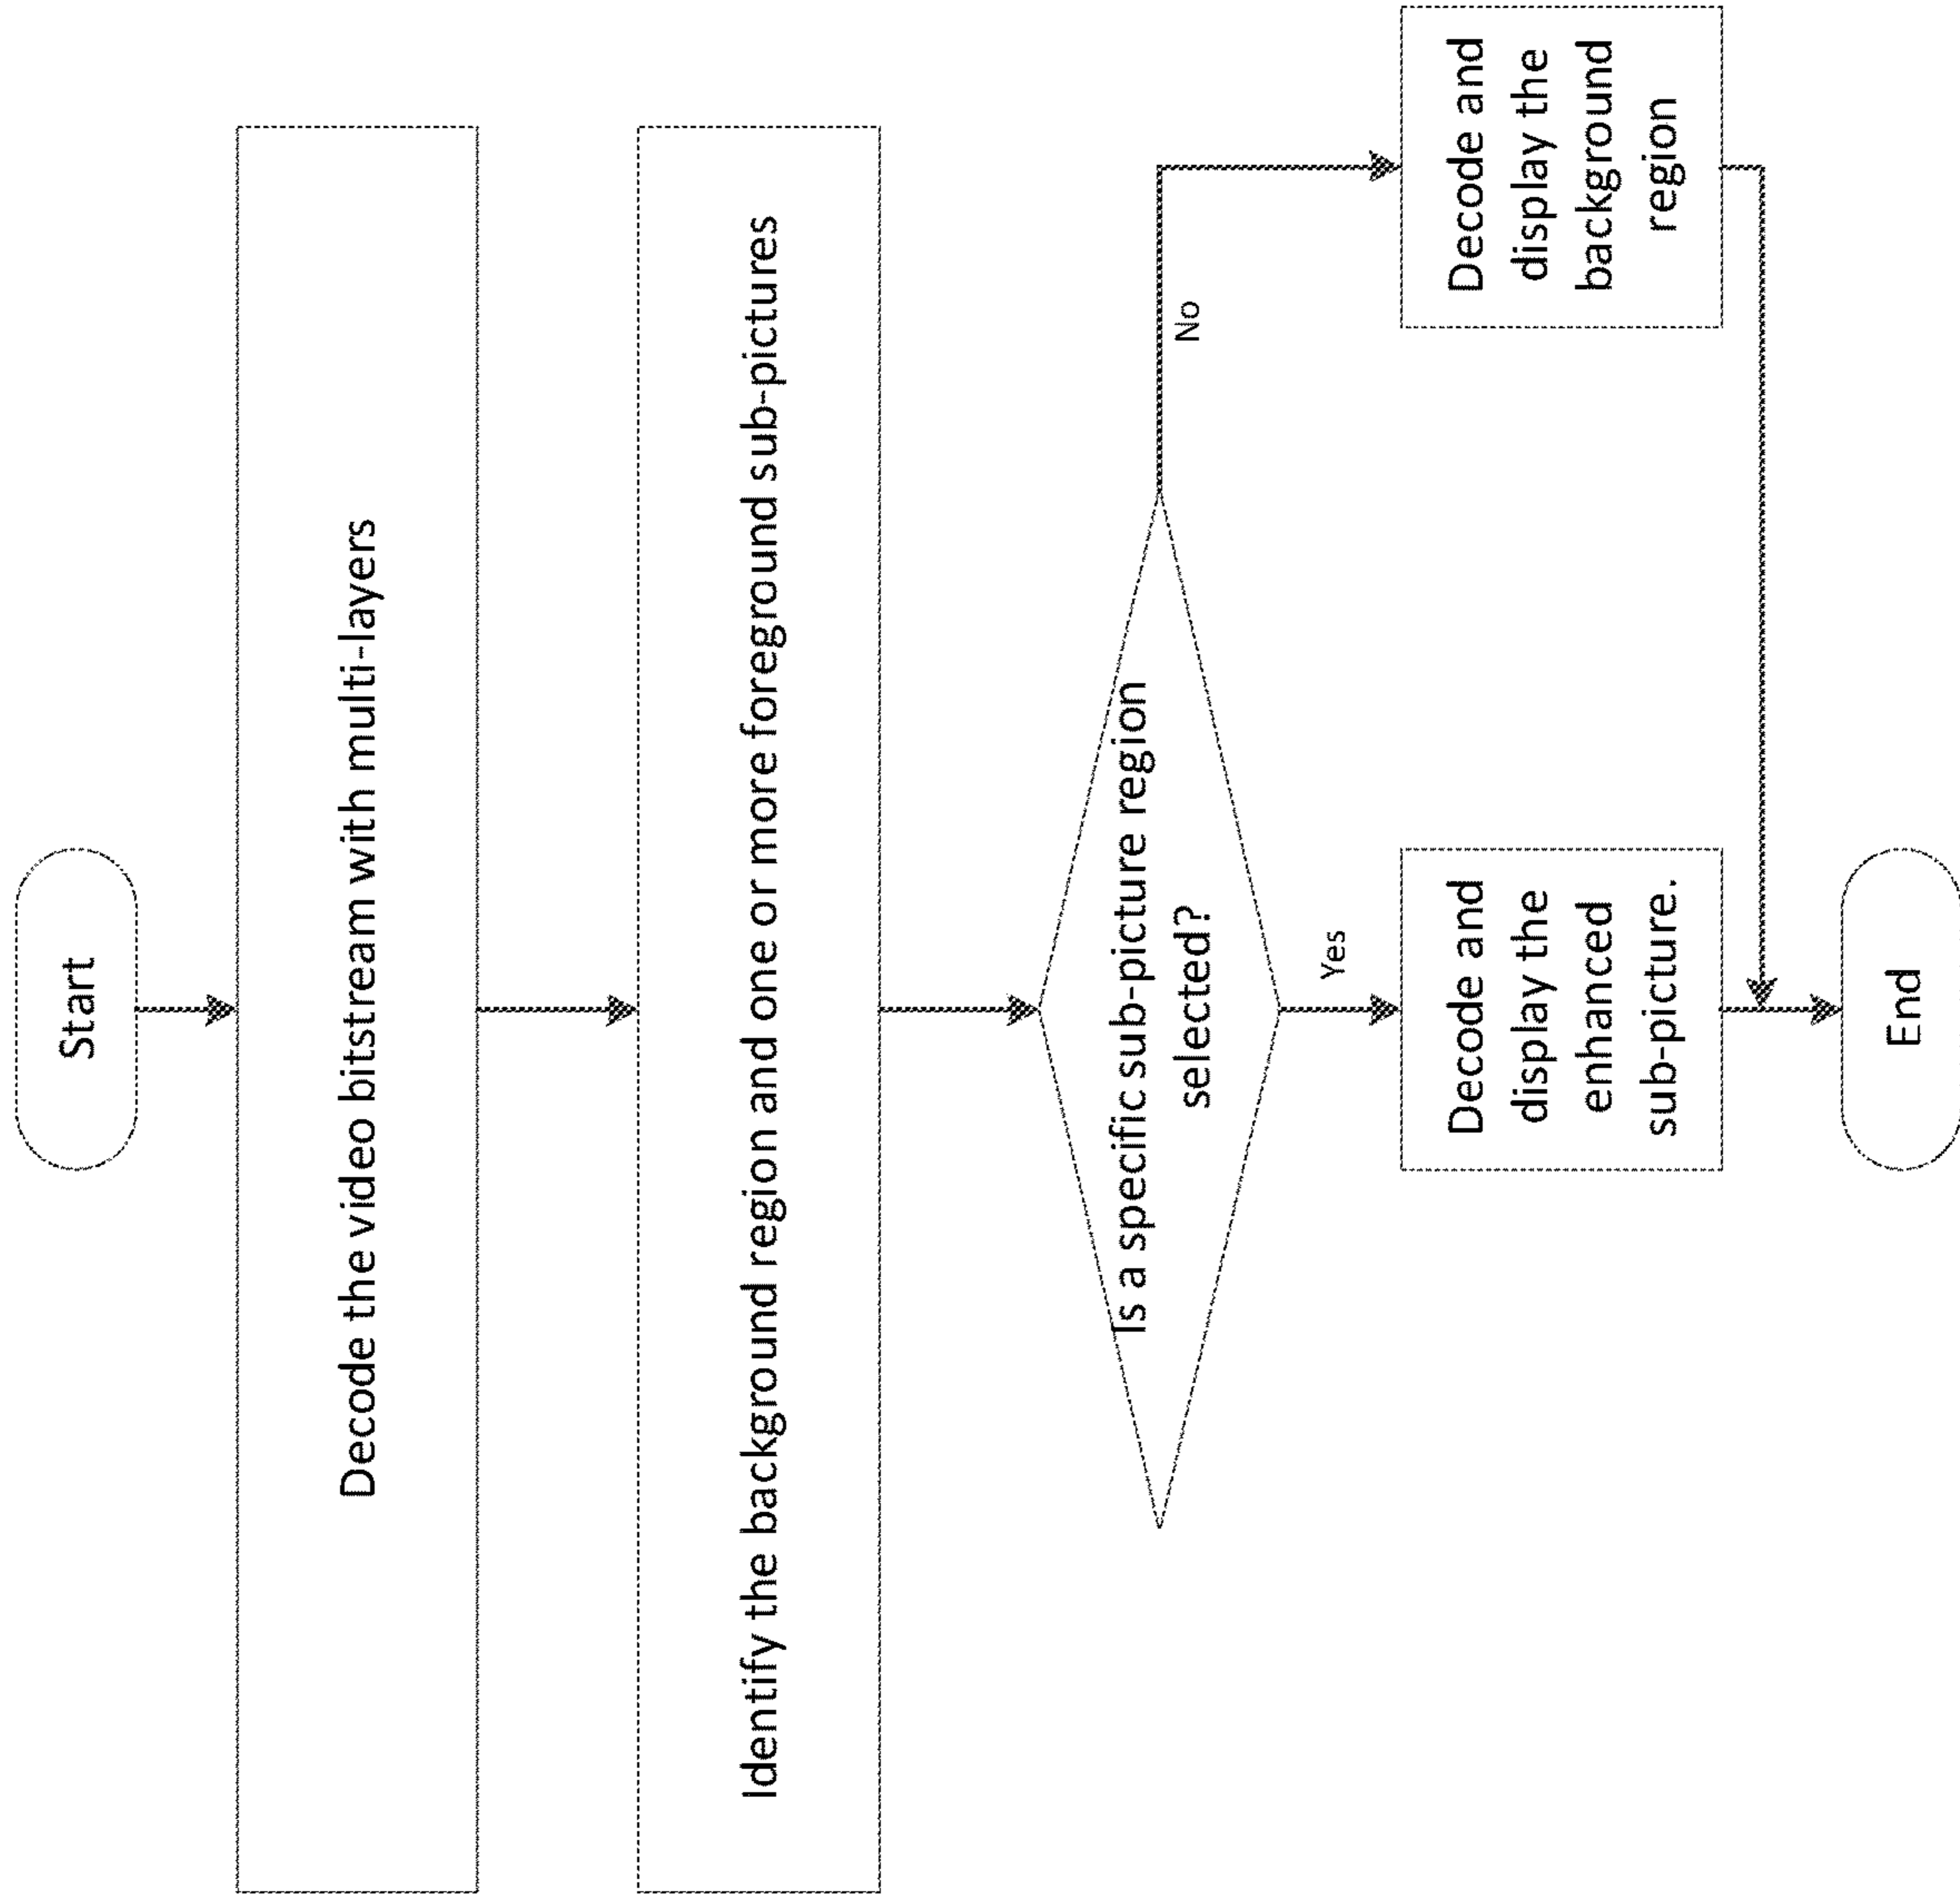 Start
Decode the video bitstream with multi-layers
Identify the background region and one or more foreground sub-pictures
Is a specific sub-picture region
selected?
Yes
No
Decode and
display the
enhanced
sub-picture.
Decode and
display the
background
region
End